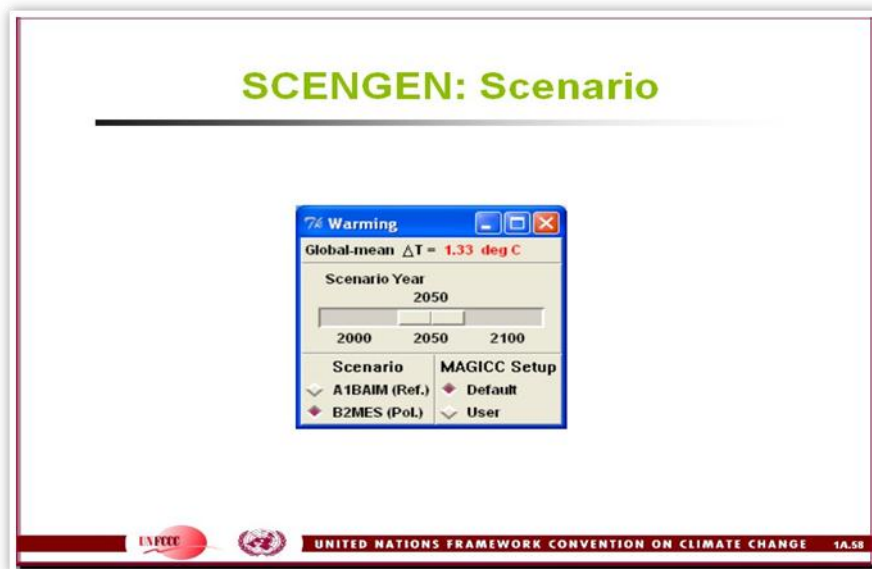 SCENGEN: Scenario
7% Warming
Global-mean △T = 1.33 deg C
Scenario Year
2050
2000 2050 2100
Scenario MAGICC Setup
A1BAIM (Ref.) Default
B2MES (Pol.) User
UNFCCC UNITED NATIONS FRAMEWORK CONVENTION ON CLIMATE CHANGE 1A.58